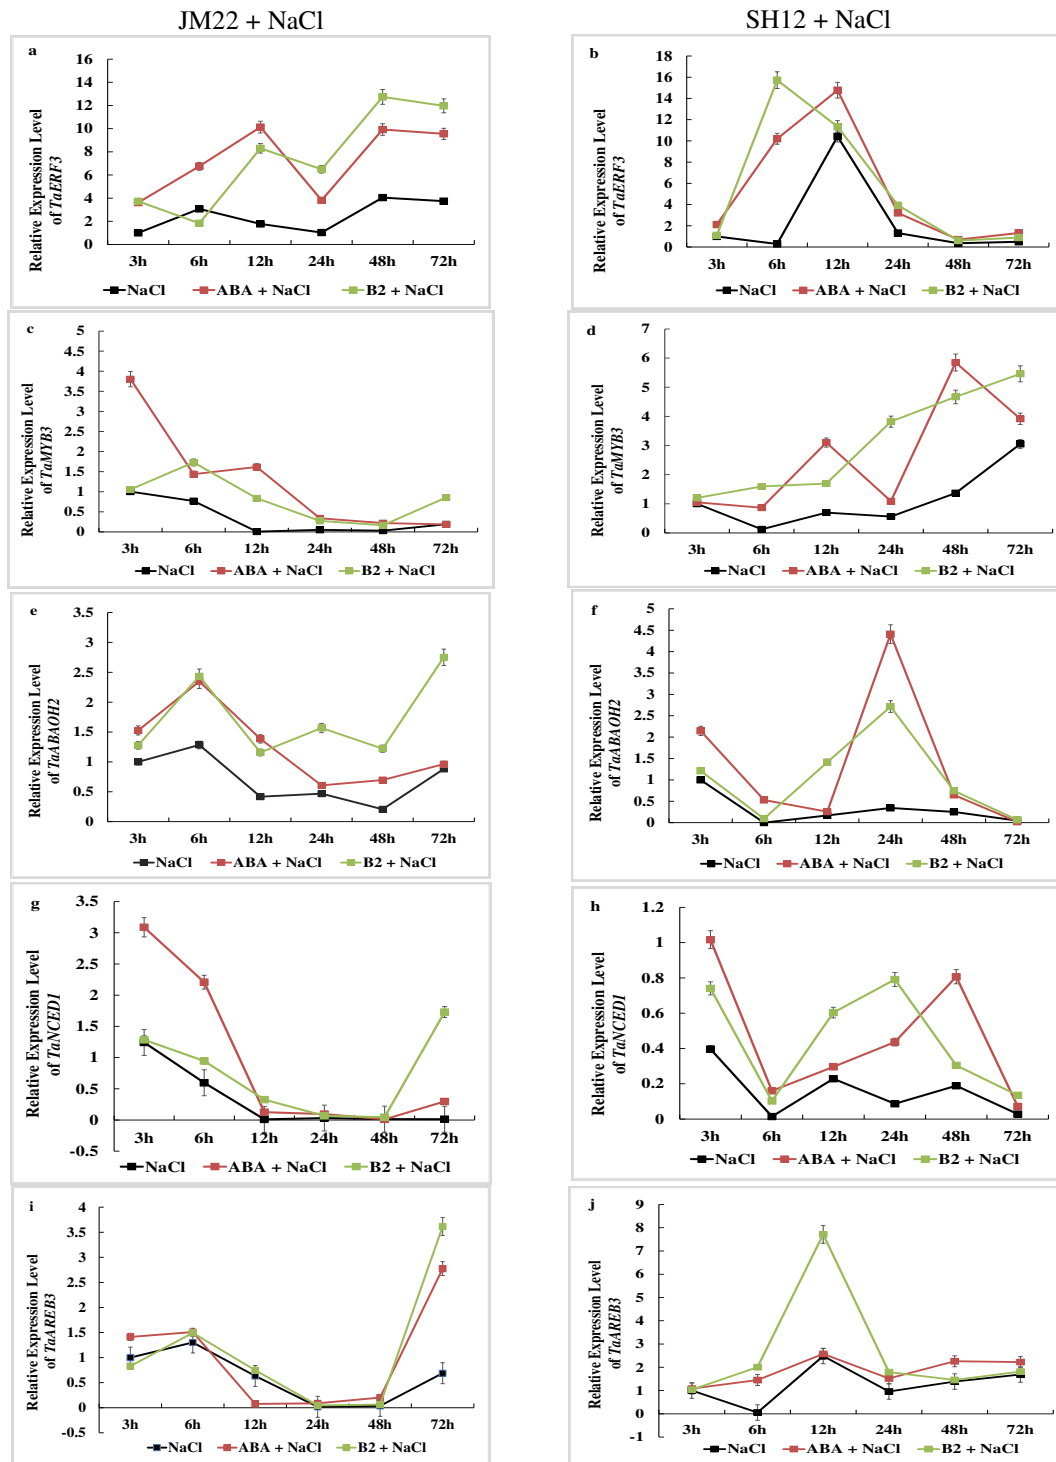 JM22 + NaCl
SH12 + NaCl
a
Relative Expression Level
of TaERF3
16
14
12
10
8
6
4
2
0
3h 6h 12h 24h 48h 72h
NaCl ABA + NaCl B2 + NaCl
b
Relative Expression Level
of TaERF3
18
16
14
12
10
8
6
4
2
0
3h 6h 12h 24h 48h 72h
NaCl ABA + NaCl B2 + NaCl
c
Relative Expression Level
of TaMYB3
5
4.5
4
3.5
3
2.5
2
1.5
1
0.5
0
3h 6h 12h 24h 48h 72h
NaCl ABA + NaCl B2 + NaCl
d
Relative Expression Level
of TaMYB3
7
6
5
4
3
2
1
0
3h 6h 12h 24h 48h 72h
NaCl ABA + NaCl B2 + NaCl
e
Relative Expression Level
of TaABAOH2
3.5
3
2.5
2
1.5
1
0.5
0
3h 6h 12h 24h 48h 72h
NaCl ABA + NaCl B2 + NaCl
f
Relative Expression Level
of TaABAOH2
5
4.5
4
3.5
3
2.5
2
1.5
1
0.5
0
3h 6h 12h 24h 48h 72h
NaCl ABA + NaCl B2 + NaCl
g
Relative Expression Level
of TaNCED1
3.5
3
2.5
2
1.5
1
0.5
0
-0.5
3h 6h 12h 24h 48h 72h
NaCl ABA + NaCl B2 + NaCl
h
Relative Expression Level
of TaNCED1
1.2
1
0.8
0.6
0.4
0.2
0
3h 6h 12h 24h 48h 72h
NaCl ABA + NaCl B2 + NaCl
i
Relative Expression Level
of TaAREB3
4
3.5
3
2.5
2
1.5
1
0.5
0
-0.5
3h 6h 12h 24h 48h 72h
NaCl ABA + NaCl B2 + NaCl
j
Relative Expression Level
of TaAREB3
9
8
7
6
5
4
3
2
1
0
-1
3h 6h 12h 24h 48h 72h
NaCl ABA + NaCl B2 + NaCl